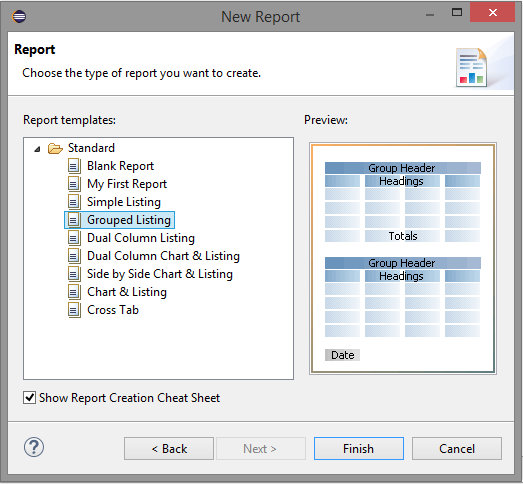 New Report
Report
Choose the type of report you want to create.
Report templates:
Standard
Blank Report
My First Report
Simple Listing
Grouped Listing
Dual Column Listing
Dual Column Chart & Listing
Side by Side Chart & Listing
Chart & Listing
Cross Tab
Preview:
Group Header
Headings
Totals
Group Header
Headings
Date
Show Report Creation Cheat Sheet
?
< Back
Next >
Finish
Cancel